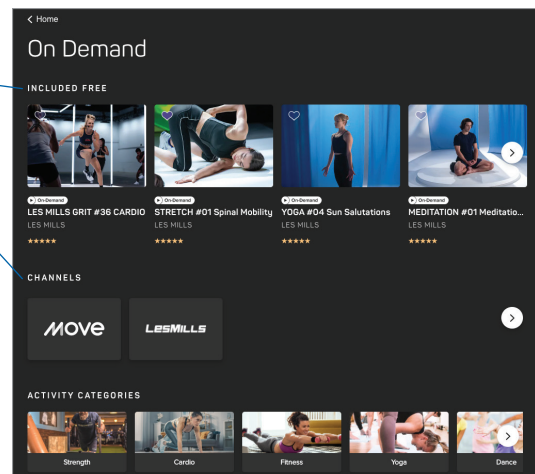 Home
On Demand
INCLUDED FREE
On-Demand On-Demand On-Demand On-Demand
LES MILLS GRIT #36 CARDIO STRETCH #01 Spinal Mobility YOGA #04 Sun Salutations MEDITATION #01 Meditatio...
LES MILLS LES MILLS LES MILLS LES MILLS
CHANNELS
MOVE LESMILLS
ACTIVITY CATEGORIES
Strength Cardio Fitness Yoga Dance